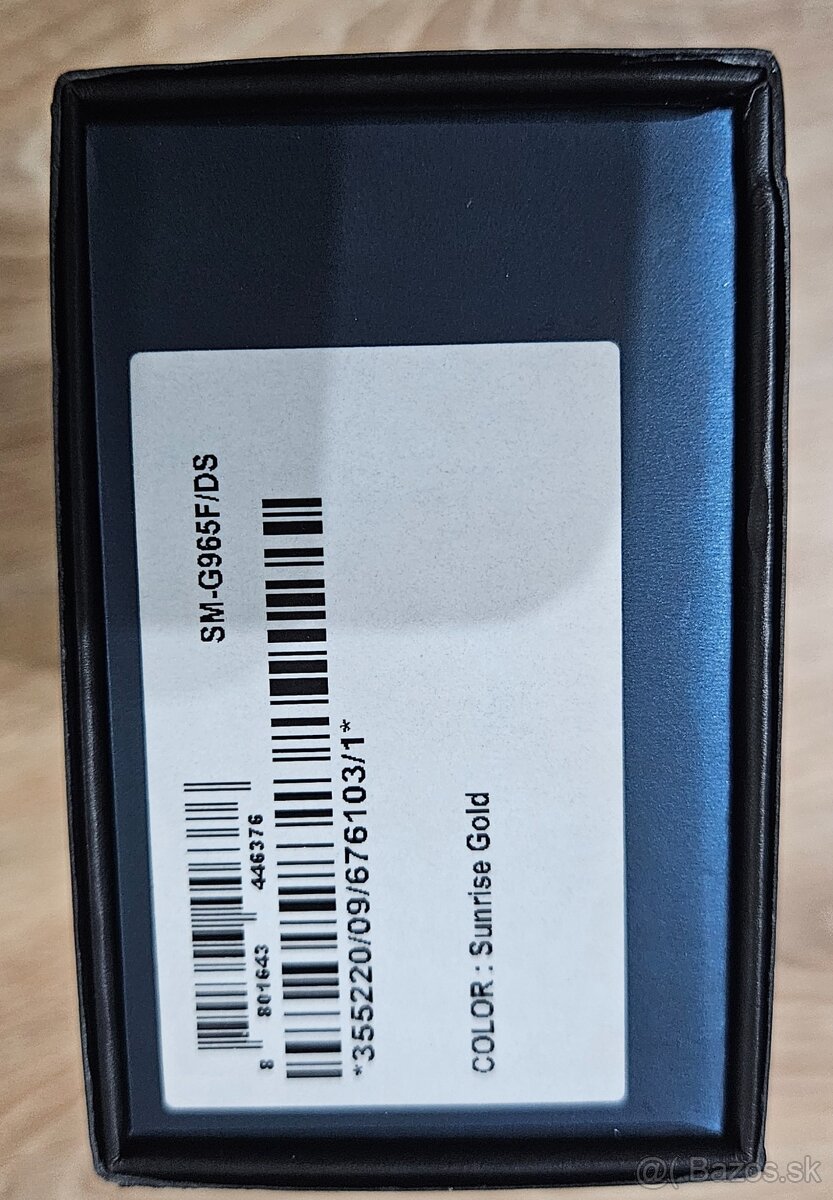 SM-G965F/DS
8 801643 446376
*355220/09/676103/1*
COLOR : Sunrise Gold
@( Bazos.sk